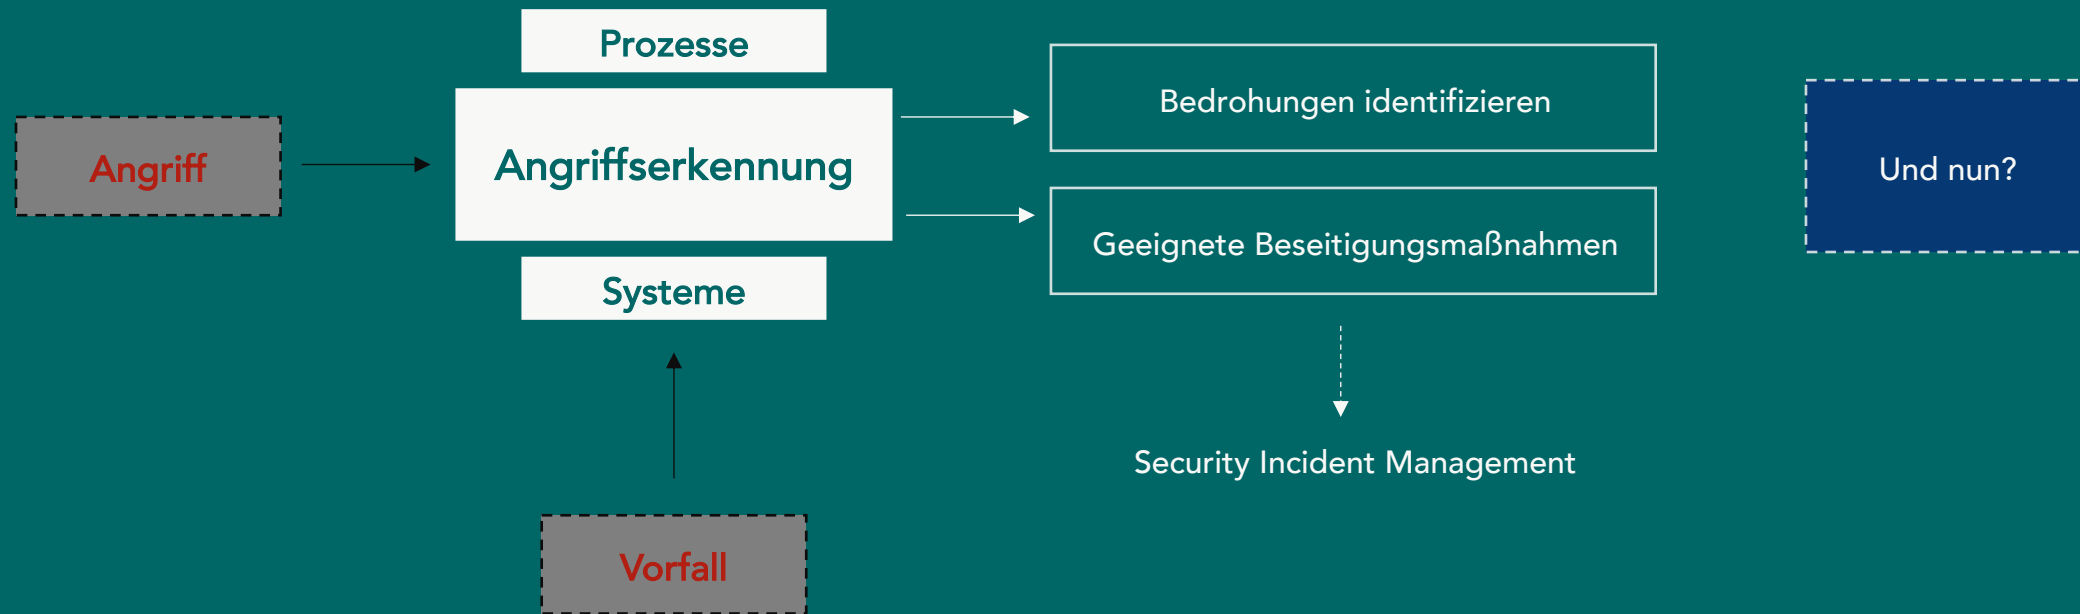 Prozesse
Angriff
Angriffserkennung
Systeme
Vorfall
Bedrohungen identifizieren
Geeignete Beseitigungsmaßnahmen
Security Incident Management
Und nun?